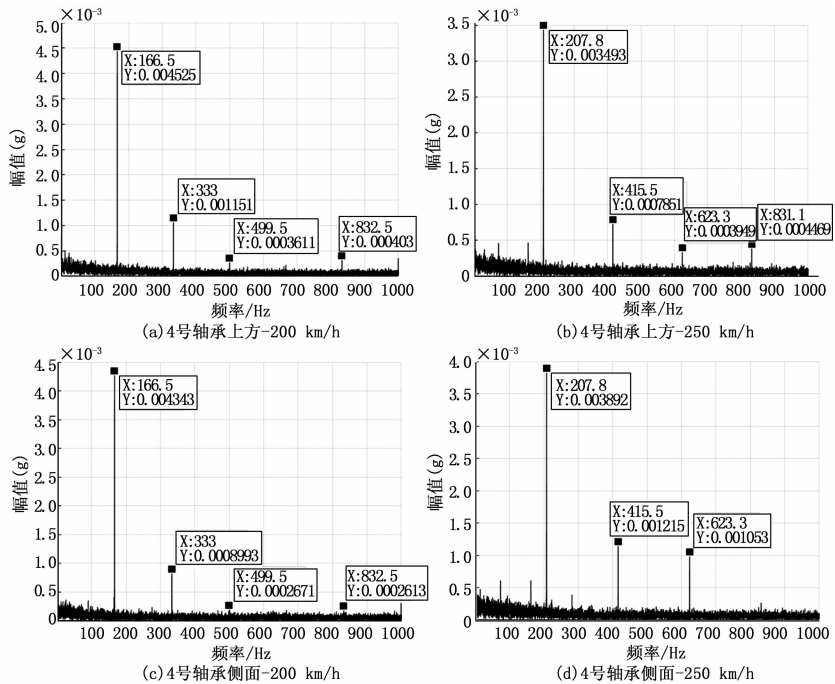 ×10⁻³
5.0
4.5
4.0
3.5
3.0
2.5
2.0
1.5
1.0
0.5
0
幅值(g)
X:166.5
Y:0.004525
X:333
Y:0.001151
X:499.5
Y:0.0003611
X:832.5
Y:0.000403
100 200 300 400 500 600 700 800 900 1000
频率/Hz
(a)4号轴承上方-200 km/h
×10⁻³
3.5
3.0
2.5
2.0
1.5
1.0
0.5
0
幅值(g)
X:207.8
Y:0.003493
X:415.5
Y:0.0007851
X:623.3
Y:0.0003949
X:831.1
Y:0.0004469
100 200 300 400 500 600 700 800 900 1000
频率/Hz
(b)4号轴承上方-250 km/h
×10⁻³
4.5
4.0
3.5
3.0
2.5
2.0
1.5
1.0
0.5
0
幅值(g)
X:166.5
Y:0.004343
X:333
Y:0.0008993
X:499.5
Y:0.0002671
X:832.5
Y:0.0002613
100 200 300 400 500 600 700 800 900 1000
频率/Hz
(c)4号轴承侧面-200 km/h
×10⁻³
4.0
3.5
3.0
2.5
2.0
1.5
1.0
0.5
0
幅值(g)
X:207.8
Y:0.003892
X:415.5
Y:0.001215
X:623.3
Y:0.001053
100 200 300 400 500 600 700 800 900 1000
频率/Hz
(d)4号轴承侧面-250 km/h